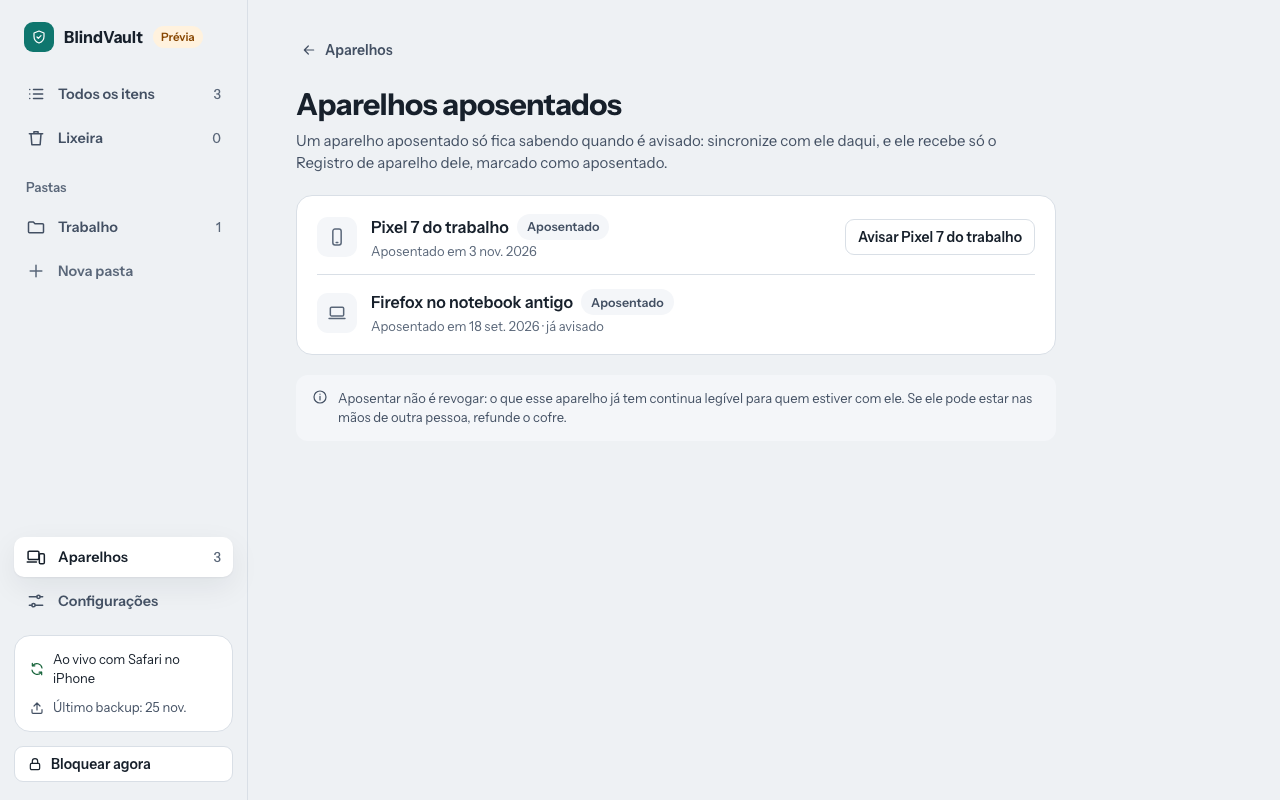 BlindVault Prévia
Todos os itens 3
Lixeira 0
Pastas
Trabalho 1
Nova pasta
Aparelhos 3
Configurações
Ao vivo com Safari no
iPhone
Último backup: 25 nov.
Bloquear agora
Aparelhos
Aparelhos aposentados
Um aparelho aposentado só fica sabendo quando é avisado: sincronize com ele daqui, e ele recebe só o
Registro de aparelho dele, marcado como aposentado.
Pixel 7 do trabalho Aposentado
Aposentado em 3 nov. 2026
Avisar Pixel 7 do trabalho
Firefox no notebook antigo Aposentado
Aposentado em 18 set. 2026 · já avisado
Aposentar não é revogar: o que esse aparelho já tem continua legível para quem estiver com ele. Se ele pode estar nas
mãos de outra pessoa, refunde o cofre.